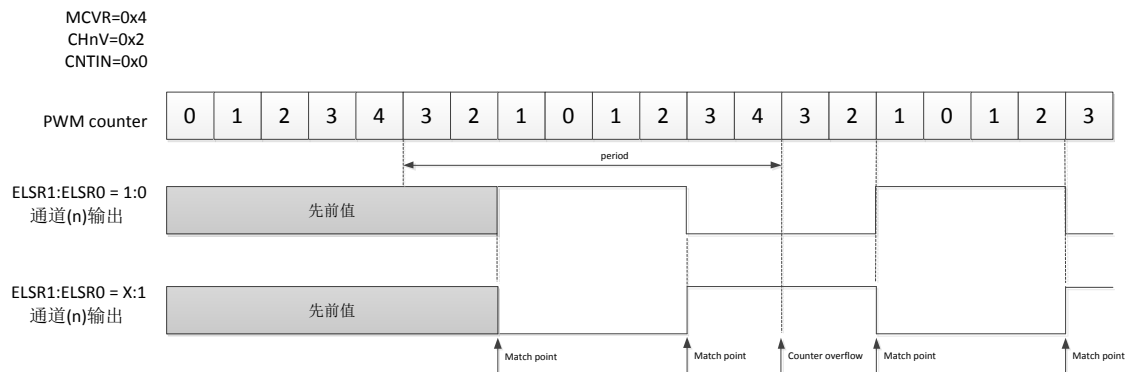 MCVR=0x4
CHnV=0x2
CNTIN=0x0
PWM counter 0 1 2 3 4 3 2 1 0 1 2 3 4 3 2 1 0 1 2 3
period
ELSR1:ELSR0 = 1:0
通道(n)输出
先前值
ELSR1:ELSR0 = X:1
通道(n)输出
先前值
Match point Match point Counter overflow Match point Match point